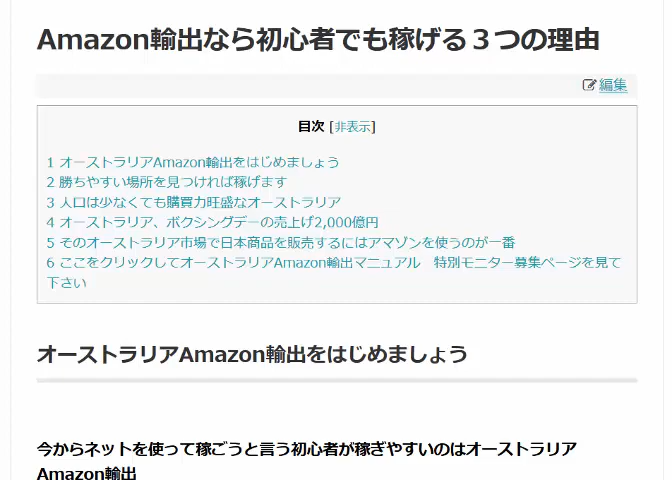 Amazon輸出なら初心者でも稼げる３つの理由
編集
目次 [非表示]
1 オーストラリアAmazon輸出をはじめましょう
2 勝ちやすい場所を見つければ稼げます
3 人口は少なくても購買力旺盛なオーストラリア
4 オーストラリア、ボクシングデーの売上げ2,000億円
5 そのオーストラリア市場で日本商品を販売するにはアマゾンを使うのが一番
6 ここをクリックしてオーストラリアAmazon輸出マニュアル　特別モニター募集ページを見て
下さい
オーストラリアAmazon輸出をはじめましょう
今からネットを使って稼ごうと言う初心者が稼ぎやすいのはオーストラリア
Amazon輸出